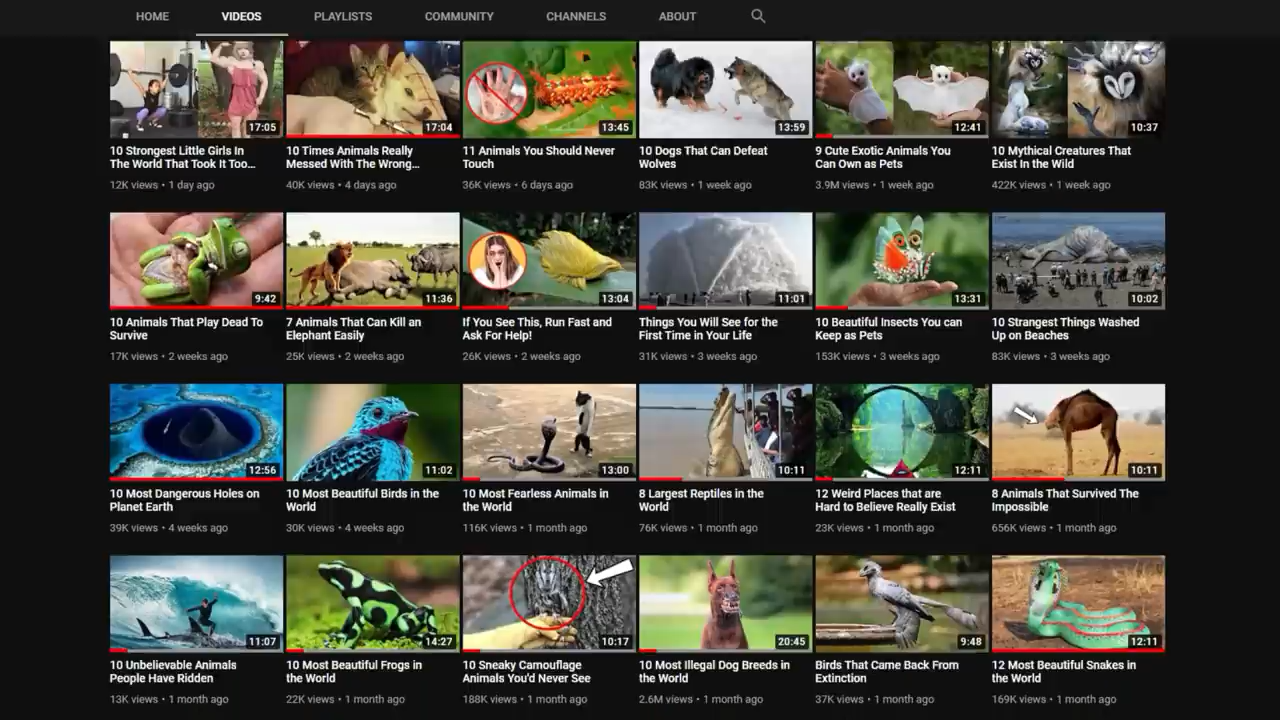 HOME VIDEOS PLAYLISTS COMMUNITY CHANNELS ABOUT
17:05 17:04 13:45 13:59 12:41 10:37
10 Strongest Little Girls In
The World That Took It Too...
12K views • 1 day ago
10 Times Animals Really
Messed With The Wrong...
40K views • 4 days ago
11 Animals You Should Never
Touch
36K views • 6 days ago
10 Dogs That Can Defeat
Wolves
83K views • 1 week ago
9 Cute Exotic Animals You
Can Own as Pets
3.9M views • 1 week ago
10 Mythical Creatures That
Exist In the Wild
422K views • 1 week ago
9:42 11:36 13:04 11:01 13:31 10:02
10 Animals That Play Dead To
Survive
17K views • 2 weeks ago
7 Animals That Can Kill an
Elephant Easily
25K views • 2 weeks ago
If You See This, Run Fast and
Ask For Help!
26K views • 2 weeks ago
Things You Will See for the
First Time in Your Life
31K views • 3 weeks ago
10 Beautiful Insects You can
Keep as Pets
153K views • 3 weeks ago
10 Strangest Things Washed
Up on Beaches
83K views • 3 weeks ago
12:56 11:02 13:00 10:11 12:11 10:11
10 Most Dangerous Holes on
Planet Earth
39K views • 4 weeks ago
10 Most Beautiful Birds in the
World
30K views • 4 weeks ago
10 Most Fearless Animals in
the World
116K views • 1 month ago
8 Largest Reptiles in the
World
76K views • 1 month ago
12 Weird Places that are
Hard to Believe Really Exist
23K views • 1 month ago
8 Animals That Survived The
Impossible
656K views • 1 month ago
11:07 14:27 10:17 20:45 9:48 12:11
10 Unbelievable Animals
People Have Ridden
13K views • 1 month ago
10 Most Beautiful Frogs in
the World
22K views • 1 month ago
10 Sneaky Camouflage
Animals You'd Never See
188K views • 1 month ago
10 Most Illegal Dog Breeds in
the World
2.6M views • 1 month ago
Birds That Came Back From
Extinction
37K views • 1 month ago
12 Most Beautiful Snakes in
the World
169K views • 1 month ago